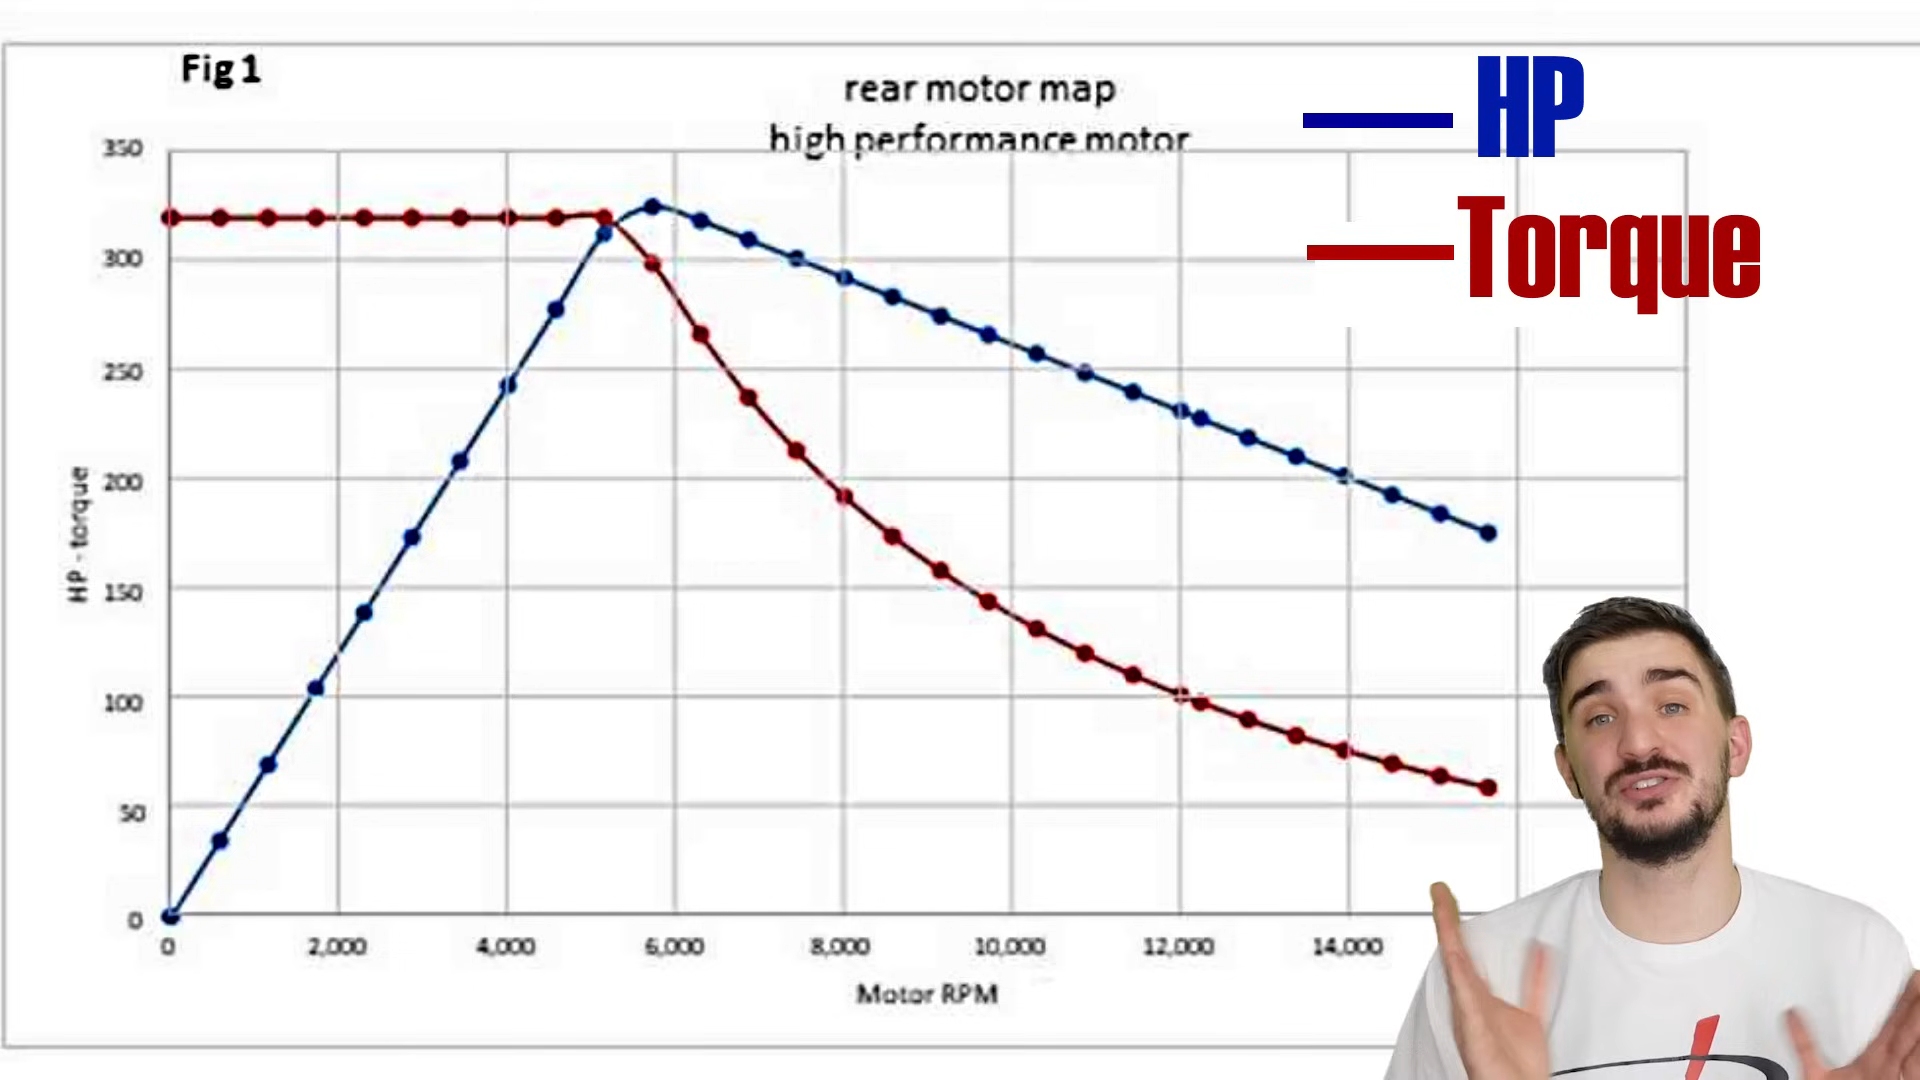 Fig 1
rear motor map
high performance motor
HP
Torque
350
300
250
200
150
100
50
0
HP - torque
0 2,000 4,000 6,000 8,000 10,000 12,000 14,000
Motor RPM